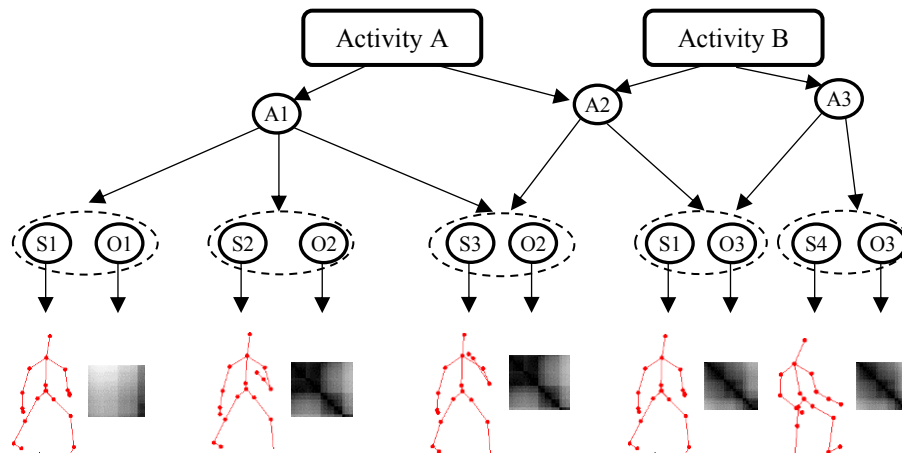 Activity A
Activity B
A1
A2
A3
S1 O1 S2 O2 S3 O2 S1 O3 S4 O3